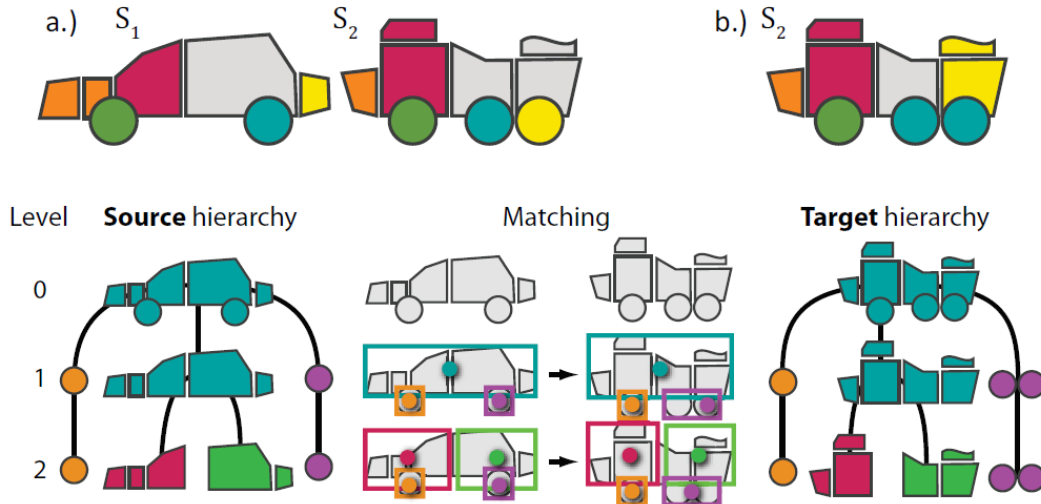 a.) S₁ S₂ b.) S₂
Level Source hierarchy Matching Target hierarchy
0
1
2